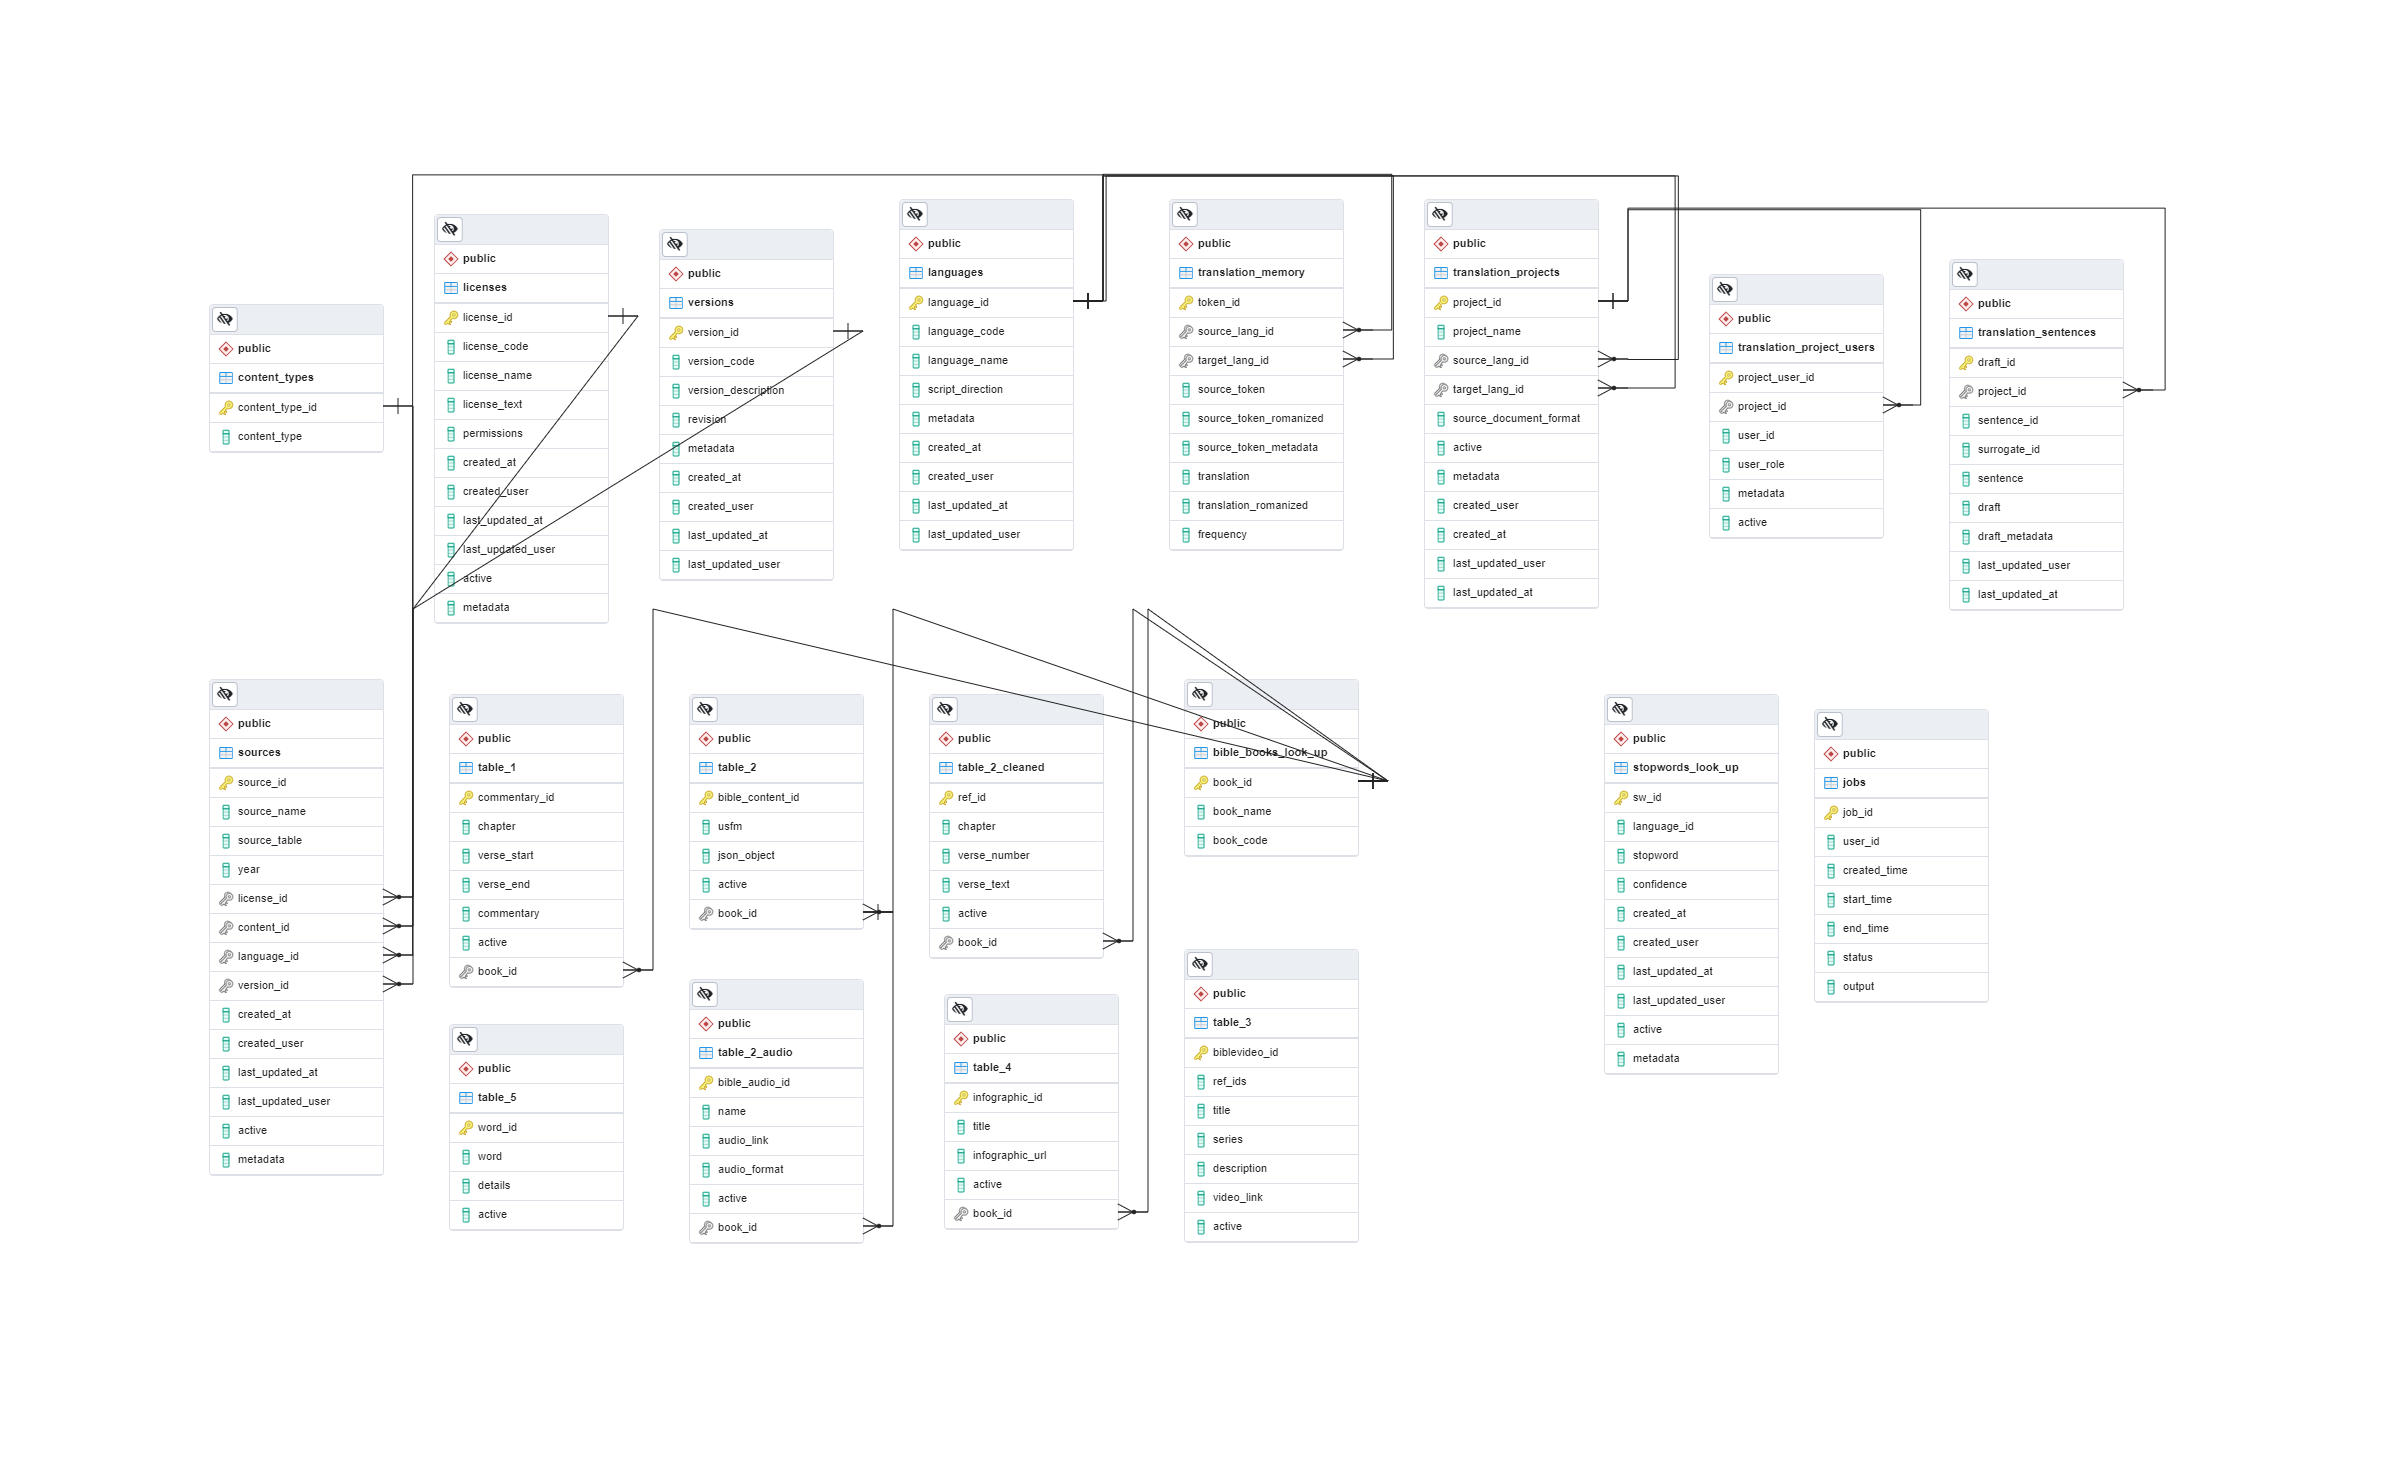 public
content_types
content_type_id
content_type
public
licenses
license_id
license_code
license_name
license_text
permissions
created_at
created_user
last_updated_at
last_updated_user
active
metadata
public
versions
version_id
version_code
version_description
revision
metadata
created_at
created_user
last_updated_at
last_updated_user
public
languages
language_id
language_code
language_name
script_direction
metadata
created_at
created_user
last_updated_at
last_updated_user
public
translation_memory
token_id
source_lang_id
target_lang_id
source_token
source_token_romanized
source_token_metadata
translation
translation_romanized
frequency
public
translation_projects
project_id
project_name
source_lang_id
target_lang_id
source_document_format
active
metadata
created_user
created_at
last_updated_user
last_updated_at
public
translation_project_users
project_user_id
project_id
user_id
user_role
metadata
active
public
translation_sentences
draft_id
project_id
sentence_id
surrogate_id
sentence
draft
draft_metadata
last_updated_user
last_updated_at
public
sources
source_id
source_name
source_table
year
license_id
content_id
language_id
version_id
created_at
created_user
last_updated_at
last_updated_user
active
metadata
public
table_1
commentary_id
chapter
verse_start
verse_end
commentary
active
book_id
public
table_5
word_id
word
details
active
public
table_2
bible_content_id
usfm
json_object
active
book_id
public
table_2_audio
bible_audio_id
name
audio_link
audio_format
active
book_id
public
table_2_cleaned
ref_id
chapter
verse_number
verse_text
active
book_id
public
table_4
infographic_id
title
infographic_url
active
book_id
public
bible_books_look_up
book_id
book_name
book_code
public
table_3
biblevideo_id
ref_ids
title
series
description
video_link
active
public
stopwords_look_up
sw_id
language_id
stopword
confidence
created_at
created_user
last_updated_at
last_updated_user
active
metadata
public
jobs
job_id
user_id
created_time
start_time
end_time
status
output